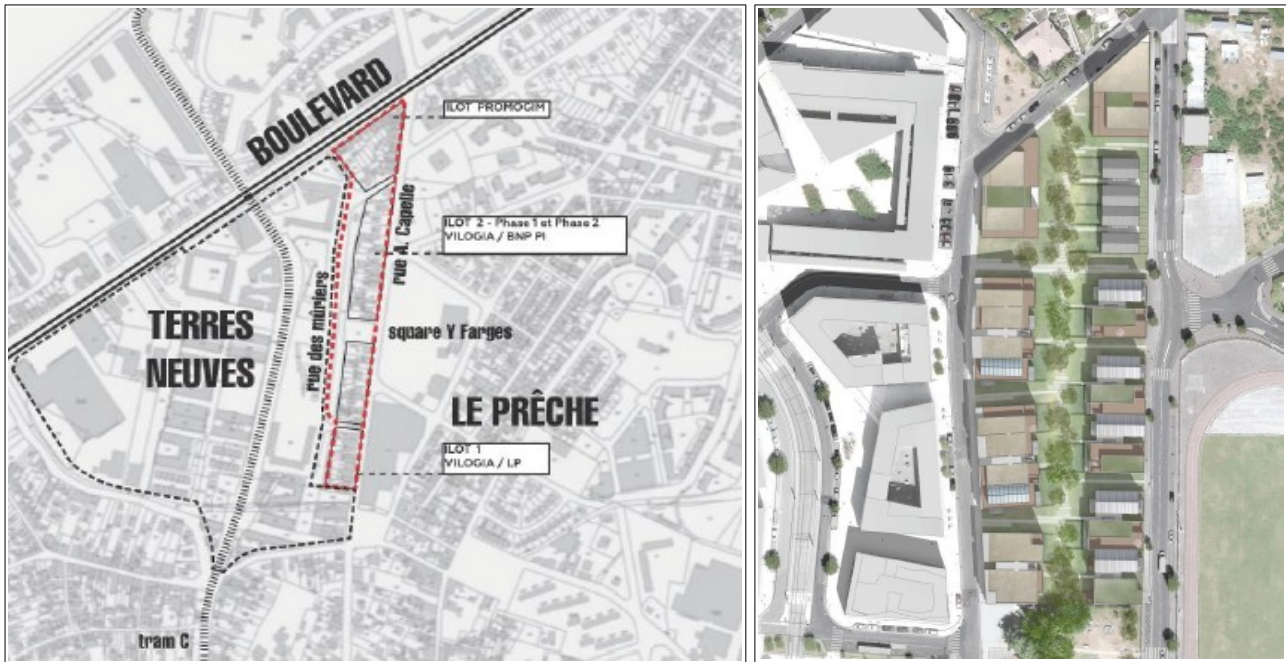 BOULEVARD
ILOT PROMOGIM
ILOT 2 - Phase 1 et Phase 2
VILOGIA / BNP PI
rue A. Capelle
rue des mûriers
TERRES
NEUVES
square Y Farges
LE PRÊCHE
ILOT 1
VILOGIA / LP
tram C